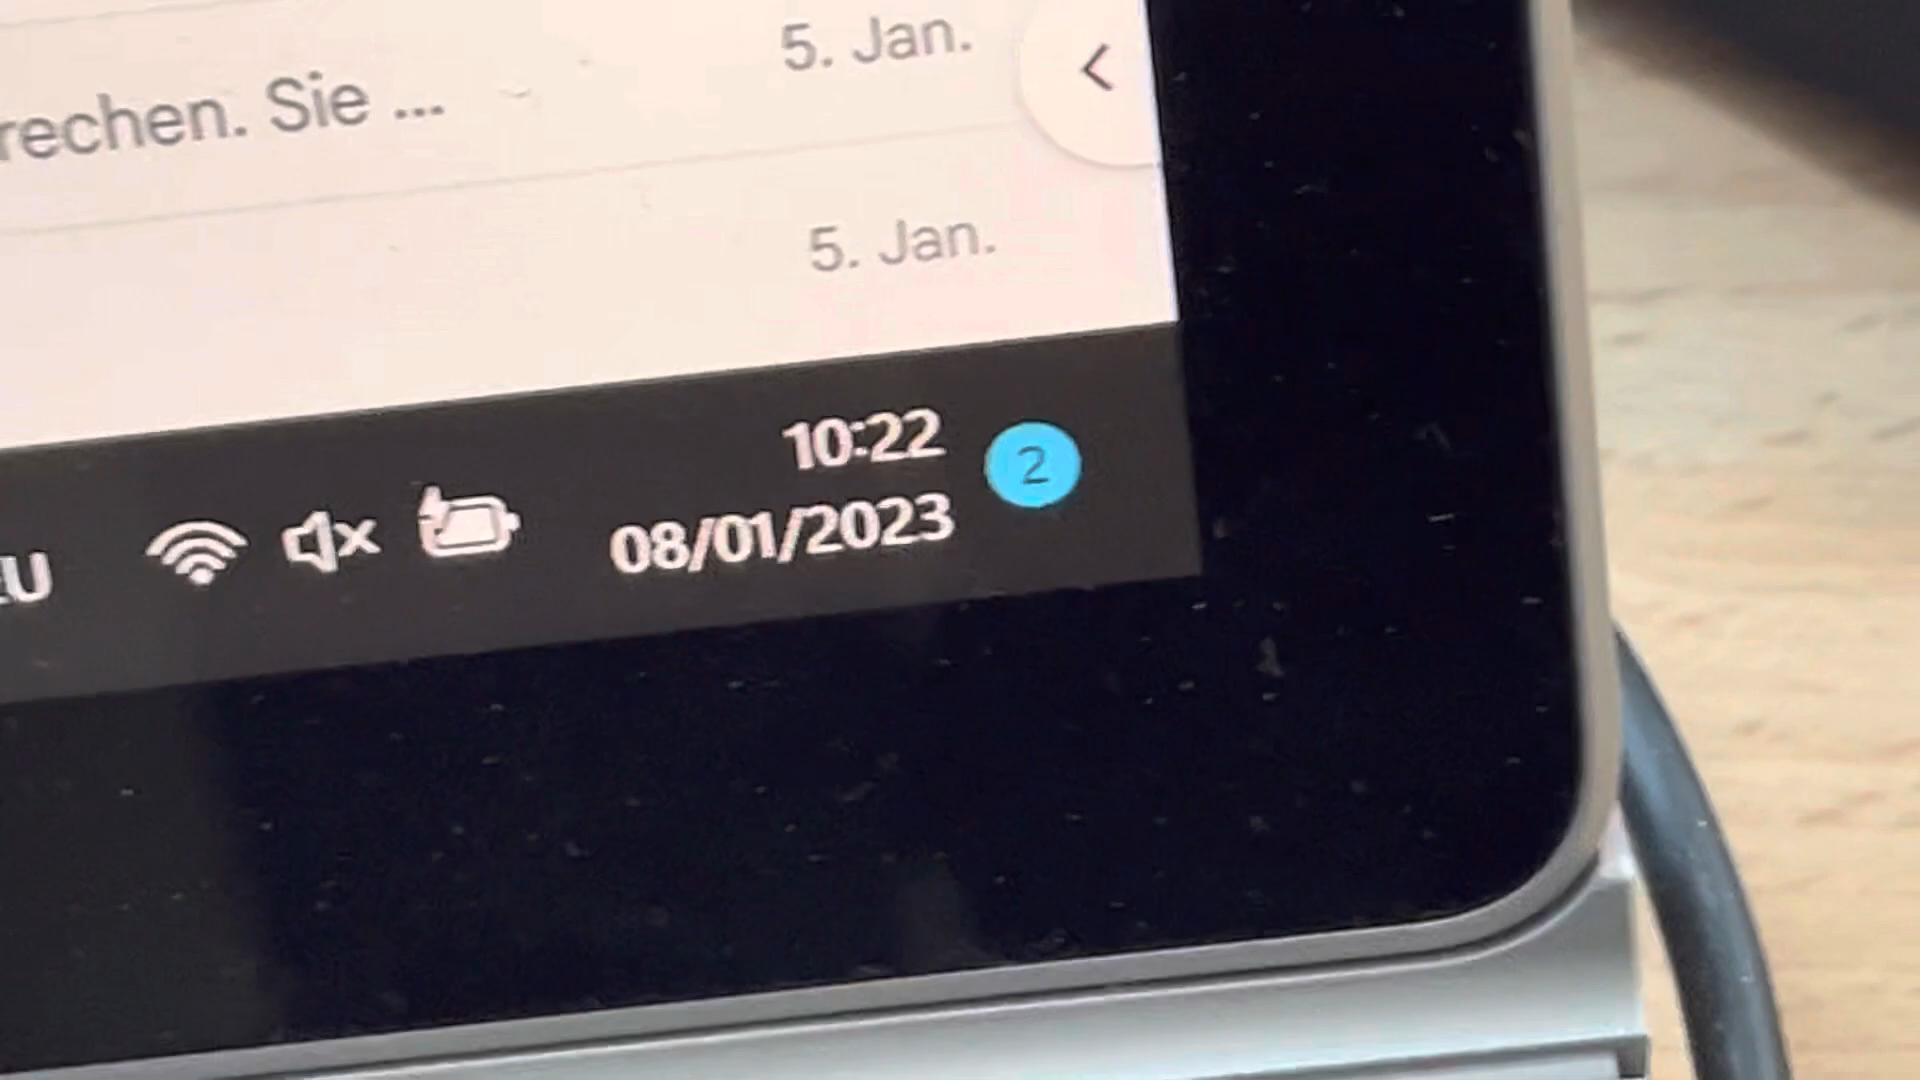 5. Jan.
rechen. Sie ...
5. Jan.
10:22
2
08/01/2023